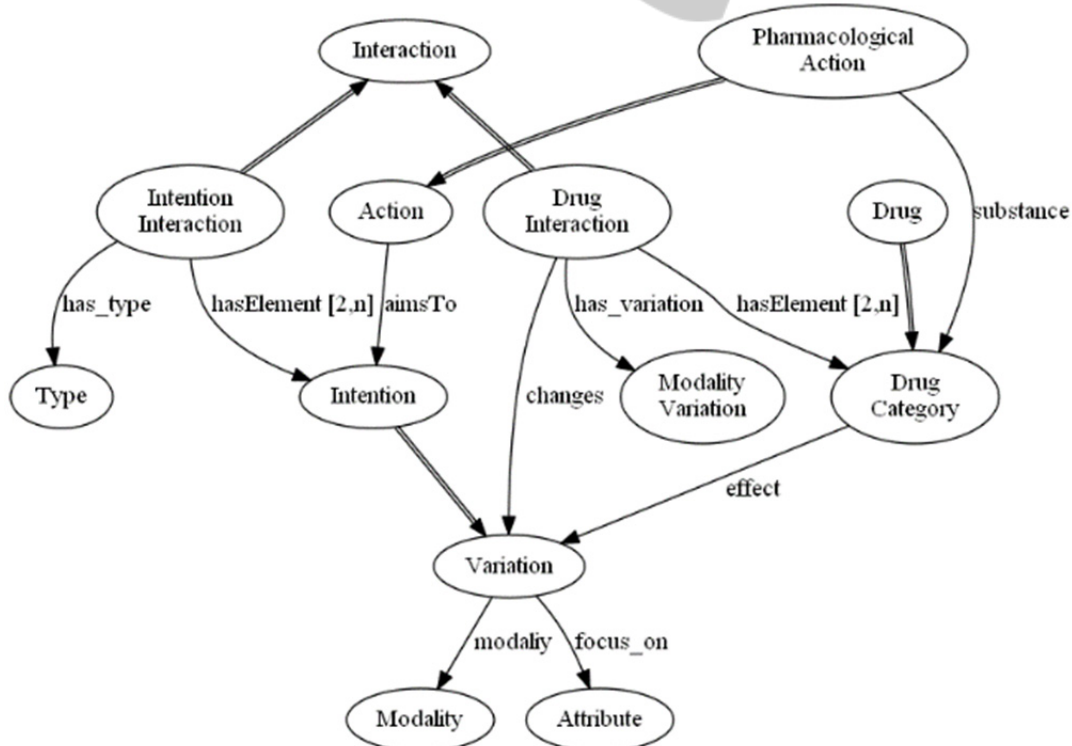 Interaction
Pharmacological
Action
Intention
Interaction
Action
Drug
Interaction
Drug
substance
has_type
hasElement [2,n]
aimsTo
has_variation
hasElement [2,n]
Type
Intention
changes
Modality
Variation
Drug
Category
effect
Variation
modaliy
focus_on
Modality
Attribute